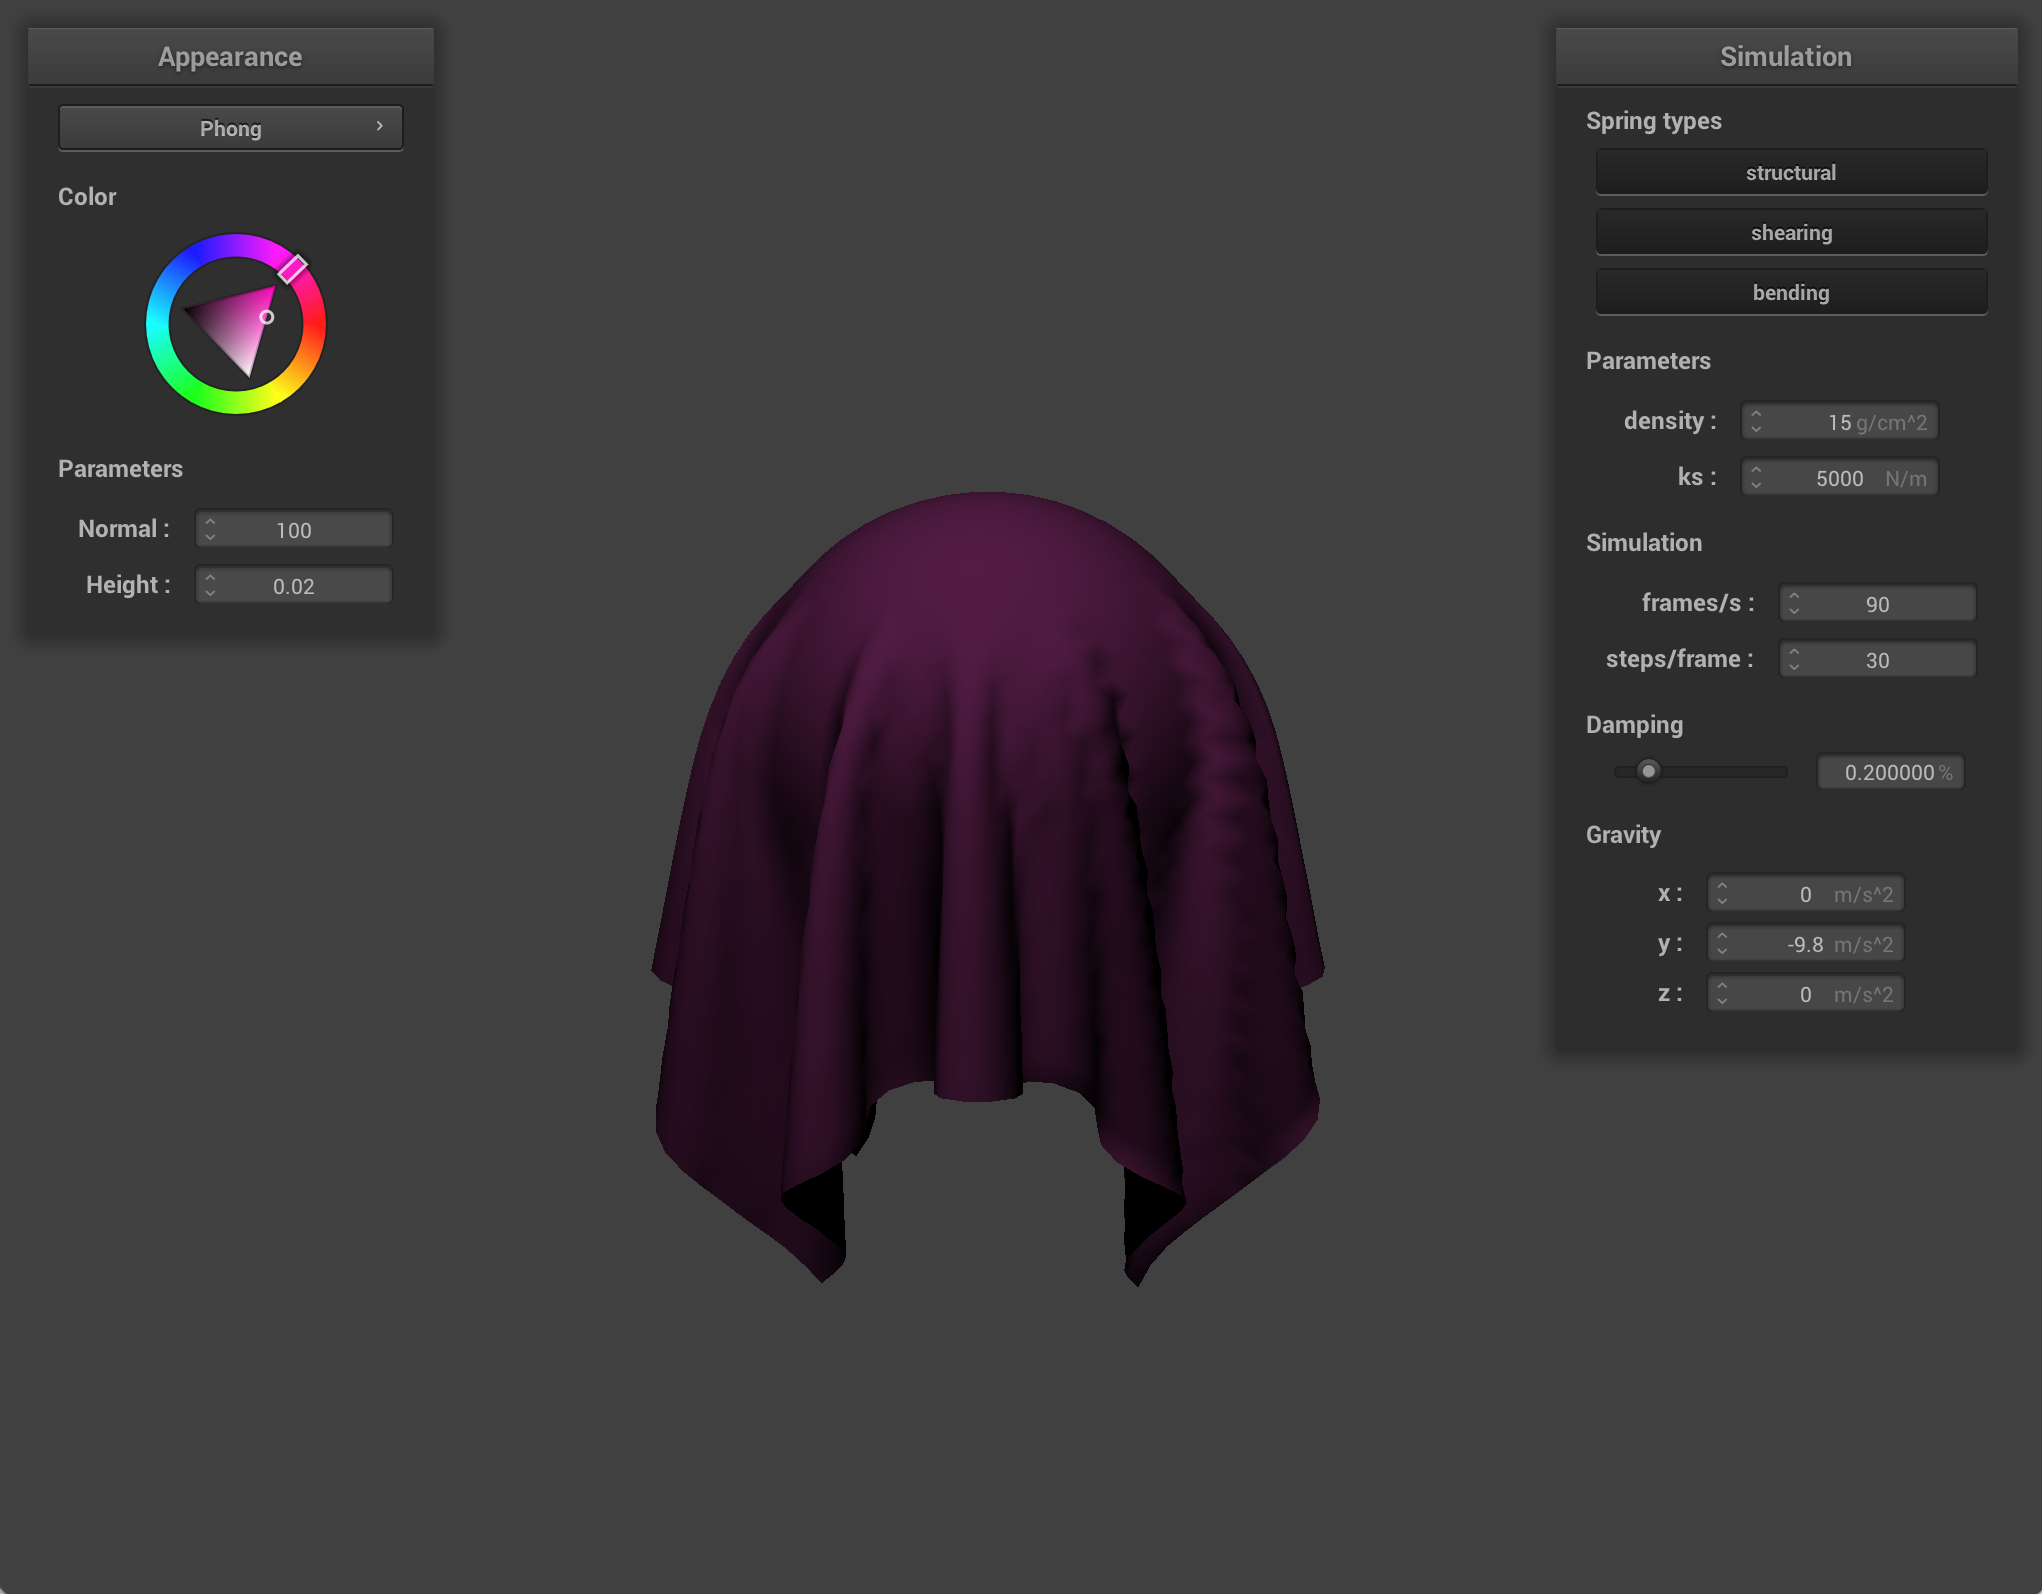 Appearance
Phong
Color
Parameters
Normal : 100
Height : 0.02
Simulation
Spring types
structural
shearing
bending
Parameters
density : 15 g/cm^2
ks : 5000 N/m
Simulation
frames/s : 90
steps/frame : 30
Damping
0.200000 %
Gravity
x : 0 m/s^2
y : -9.8 m/s^2
z : 0 m/s^2